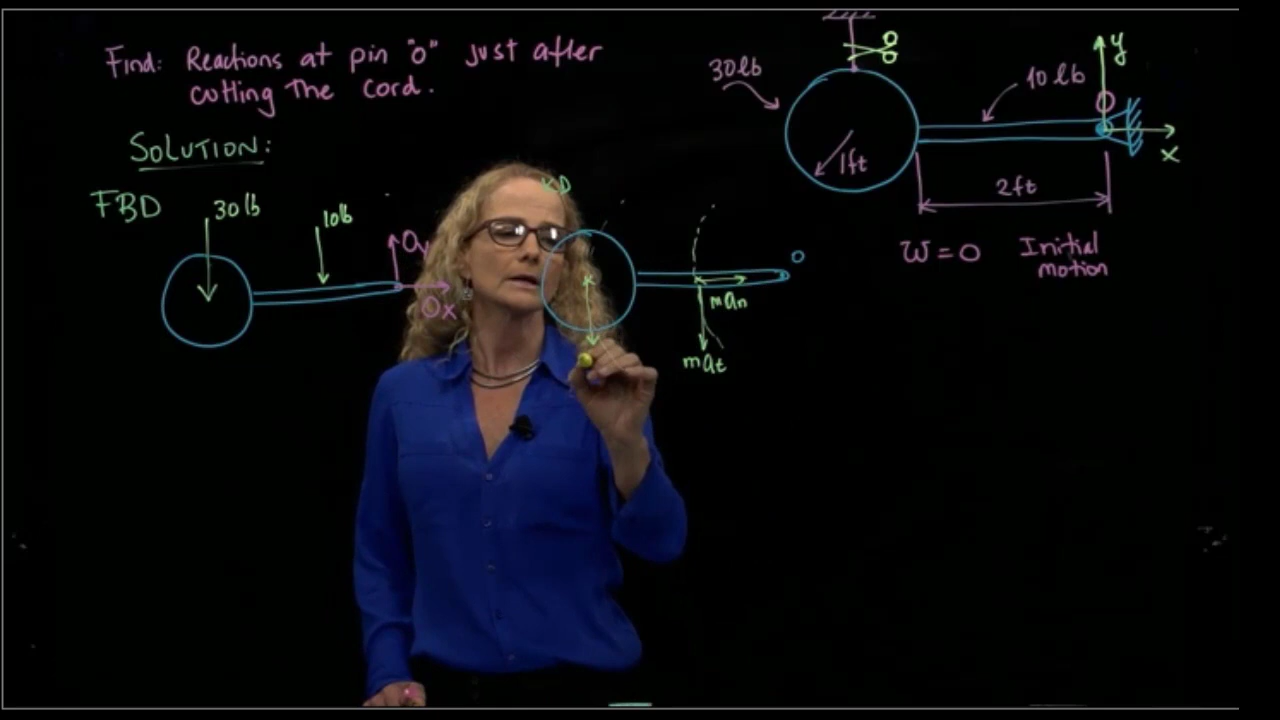 Find: Reactions at pin "O" just after
cutting the cord.
SOLUTION:
FBD
30 lb
10 lb
Ox
KD
man
mat
O
30 lb
10 lb
1ft
2ft
y
O
x
W = 0 Initial
motion